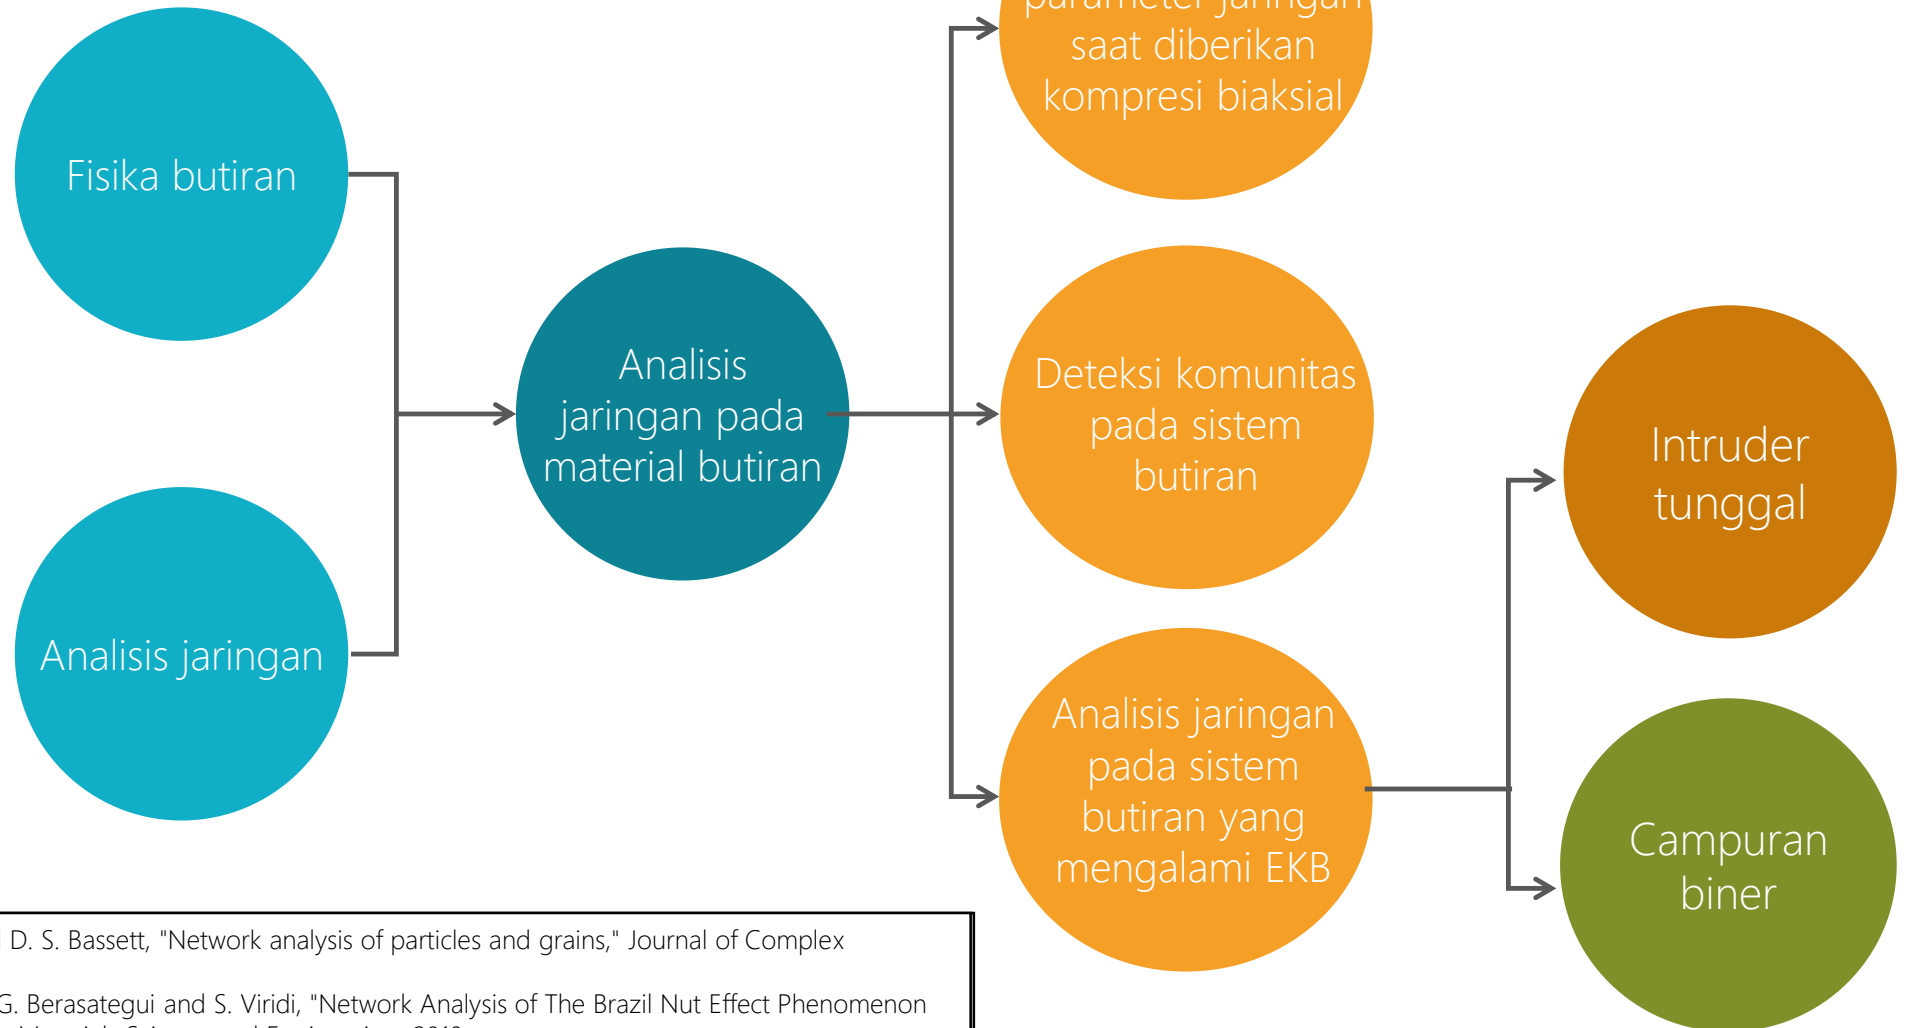 Fisika butiran
Analisis jaringan
Analisis
jaringan pada
material butiran
parameter jaringan
saat diberikan
kompresi biaksial
Deteksi komunitas
pada sistem
butiran
Analisis jaringan
pada sistem
butiran yang
mengalami EKB
Intruder
tunggal
Campuran
biner
D. S. Bassett, "Network analysis of particles and grains," Journal of Complex
G. Berasategui and S. Viridi, "Network Analysis of The Brazil Nut Effect Phenomenon